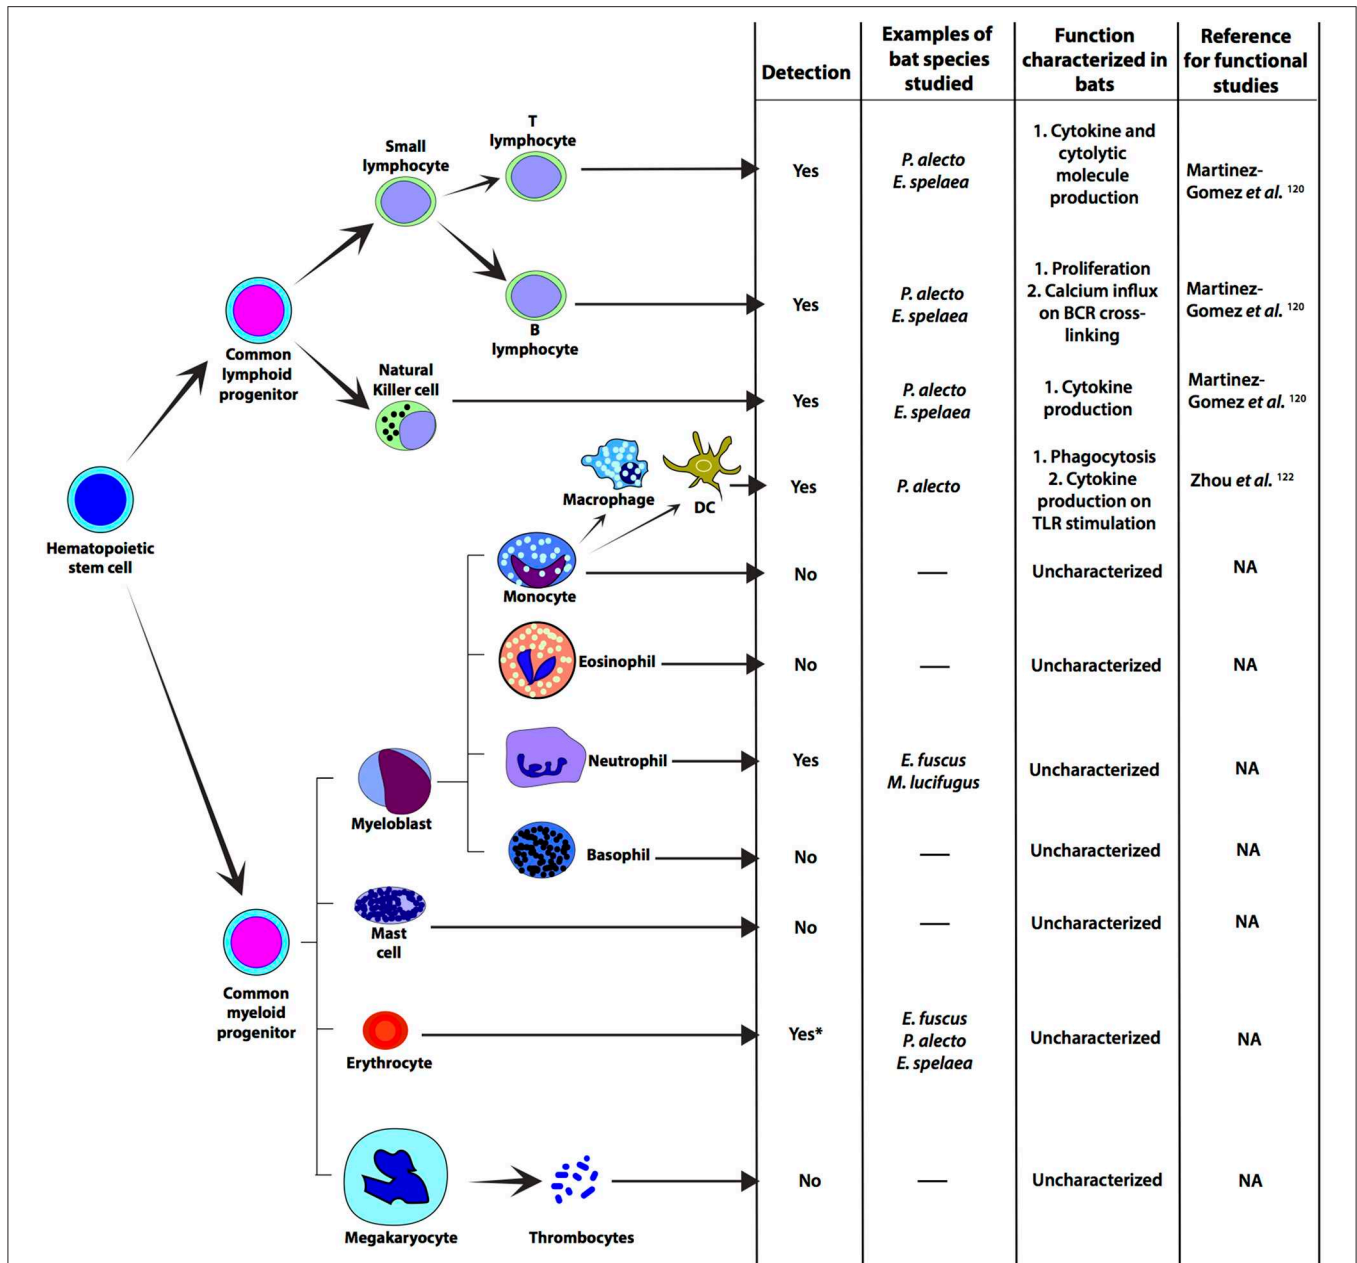 Detection
Examples of
bat species
studied
Function
characterized in
bats
Reference
for functional
studies
T
lymphocyte
Small
lymphocyte
Yes
P. alecto
E. spelaea
1. Cytokine and
cytolytic
molecule
production
Martinez-
Gomez et al. 120
B
lymphocyte
Yes
P. alecto
E. spelaea
1. Proliferation
2. Calcium influx
on BCR cross-
linking
Martinez-
Gomez et al. 120
Common
lymphoid
progenitor
Natural
Killer cell
Yes
P. alecto
E. spelaea
1. Cytokine
production
Martinez-
Gomez et al. 120
Hematopoietic
stem cell
Macrophage
DC
Yes
P. alecto
1. Phagocytosis
2. Cytokine
production on
TLR stimulation
Zhou et al. 122
Monocyte
No
—
Uncharacterized
NA
Eosinophil
No
—
Uncharacterized
NA
Neutrophil
Yes
E. fuscus
M. lucifugus
Uncharacterized
NA
Myeloblast
Basophil
No
—
Uncharacterized
NA
Mast
cell
No
—
Uncharacterized
NA
Common
myeloid
progenitor
Erythrocyte
Yes*
E. fuscus
P. alecto
E. spelaea
Uncharacterized
NA
Megakaryocyte
Thrombocytes
No
—
Uncharacterized
NA